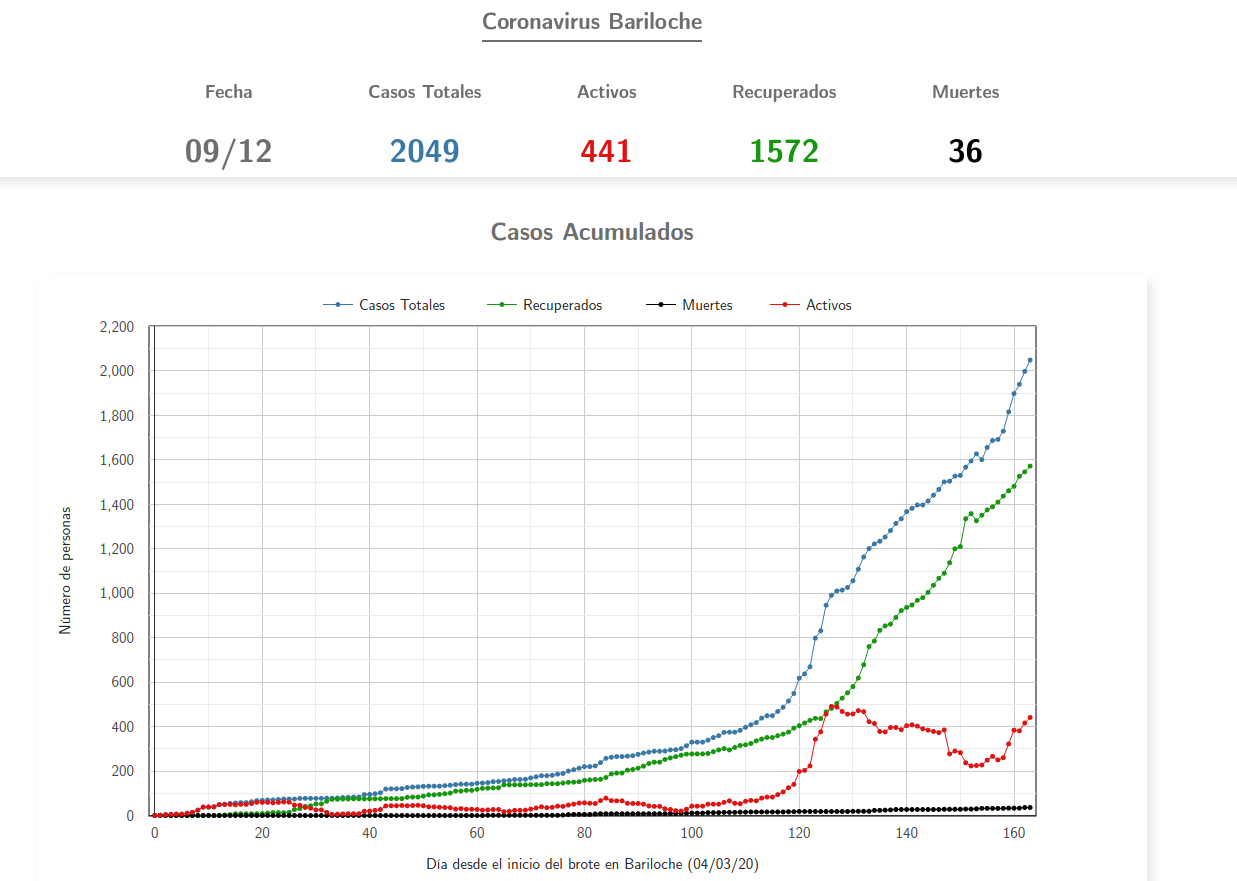 Coronavirus Bariloche
Fecha Casos Totales Activos Recuperados Muertes
09/12 2049 441 1572 36
Casos Acumulados
Casos Totales Recuperados Muertes Activos
2,200
2,000
1,800
1,600
1,400
1,200
1,000
800
600
400
200
0
Número de personas
0 20 40 60 80 100 120 140 160
Día desde el inicio del brote en Bariloche (04/03/20)